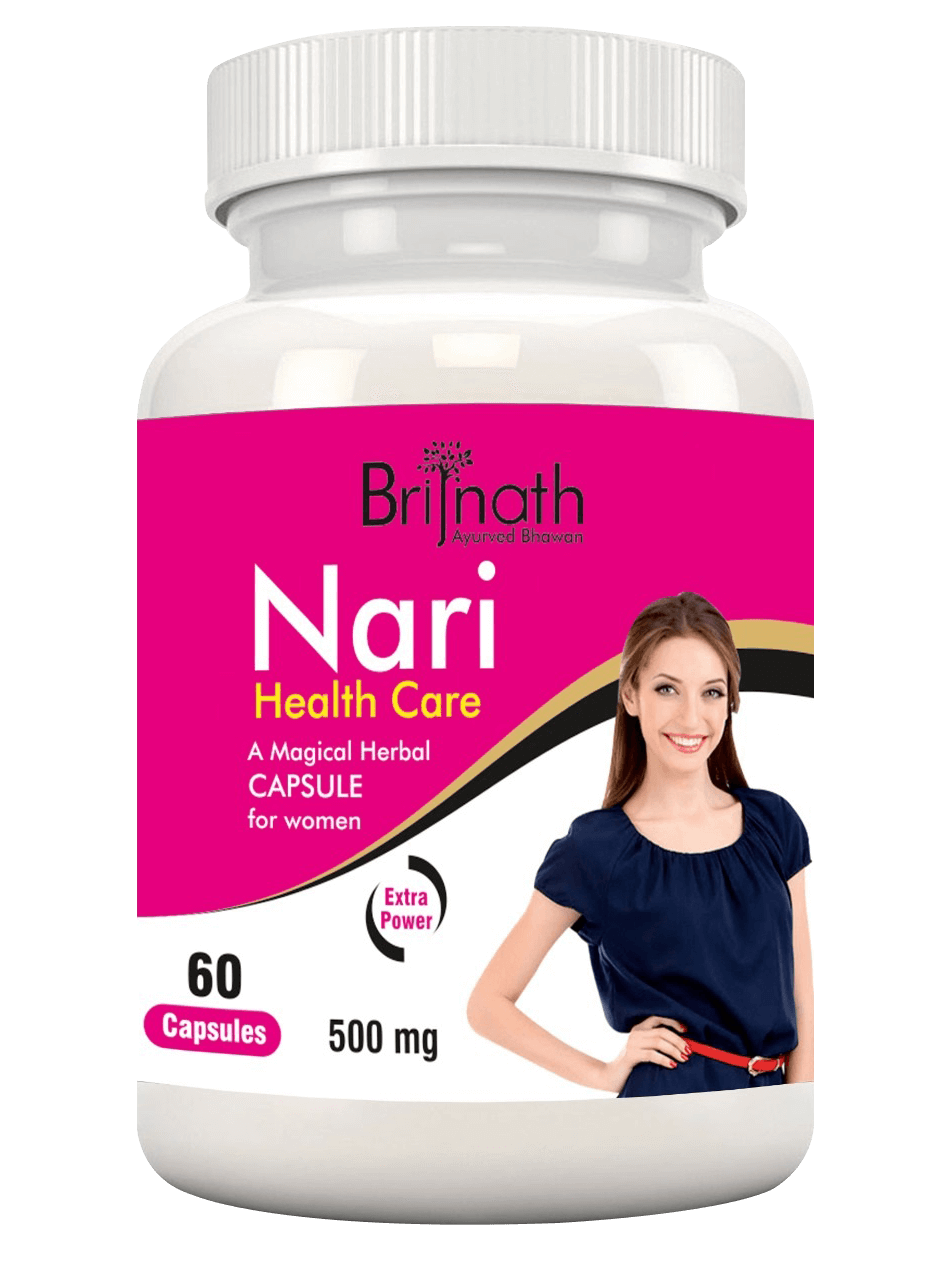 Brijnath
Ayurved Bhawan
Nari
Health Care
A Magical Herbal
CAPSULE
for women
Extra
Power
60
Capsules
500 mg